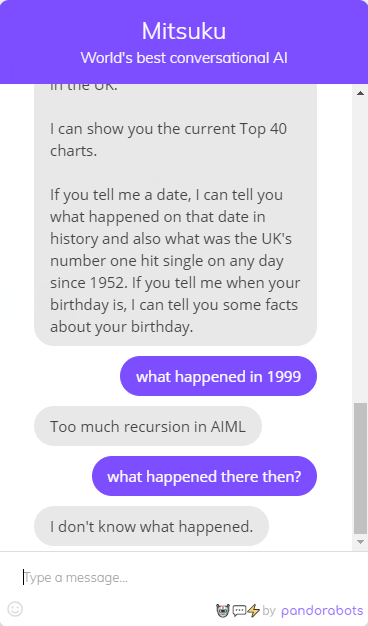 Mitsuku
World's best conversational AI
in the UK.
I can show you the current Top 40
charts.
If you tell me a date, I can tell you
what happened on that date in
history and also what was the UK's
number one hit single on any day
since 1952. If you tell me when your
birthday is, I can tell you some facts
about your birthday.
what happened in 1999
Too much recursion in AIML
what happened there then?
I don't know what happened.
Type a message...
by pandorabots